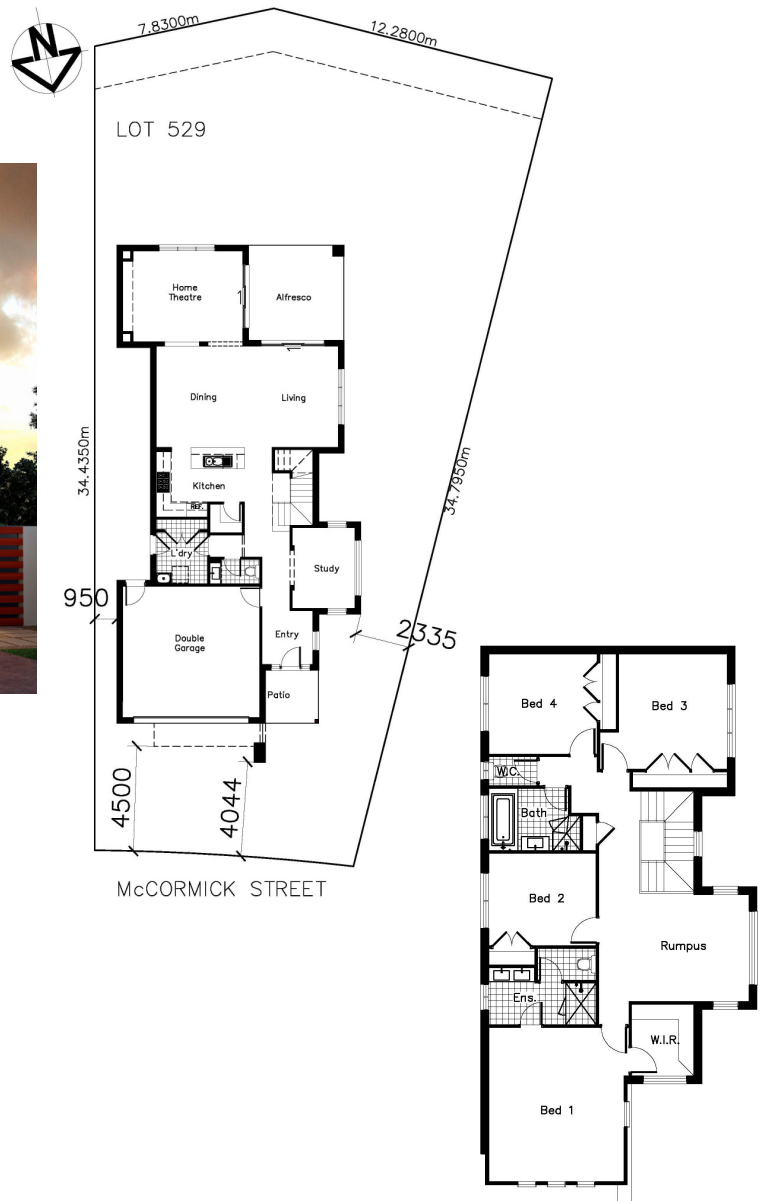 N
7.8300m
12.2800m
LOT 529
Home
Theatre
Alfresco
Dining
Living
34.4350m
34.7950m
Kitchen
REF.
L'dry
Study
950
2335
Double
Garage
Entry
Patio
4500
4044
McCORMICK STREET
Bed 4
Bed 3
W.C.
Bath
Bed 2
Rumpus
Ens.
W.I.R.
Bed 1